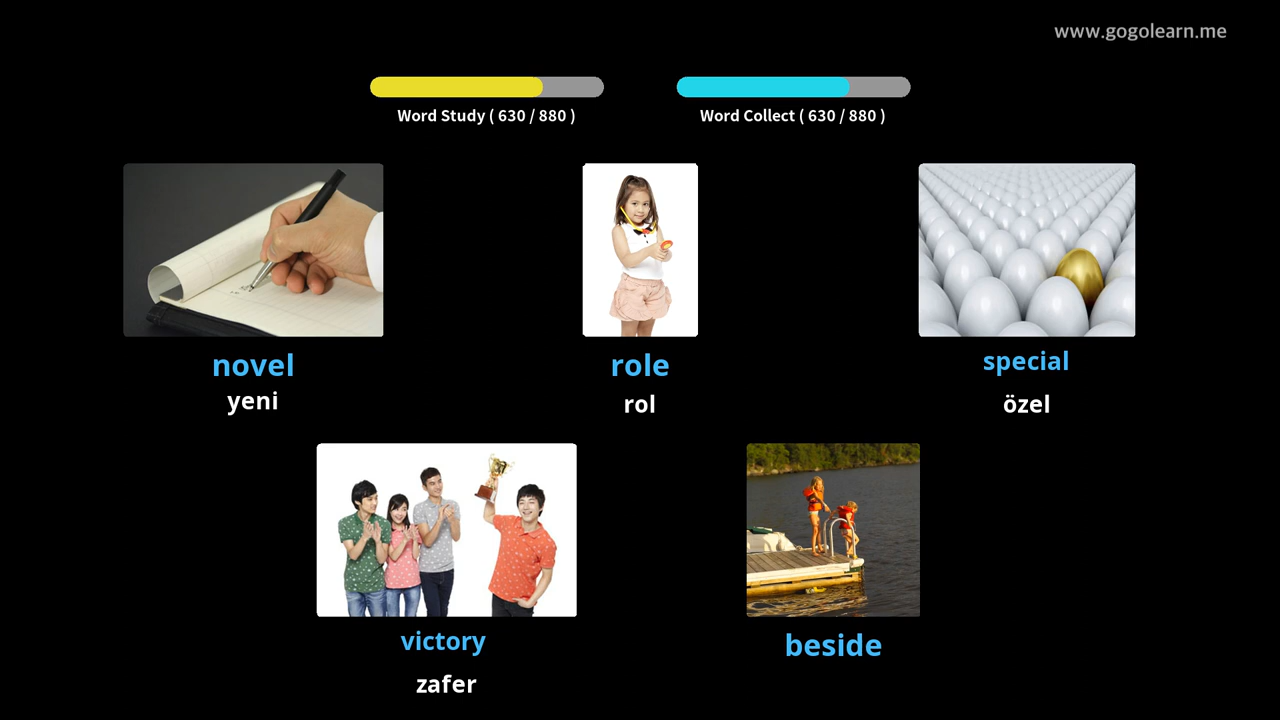 www.gogolearn.me
Word Study ( 630 / 880 )
Word Collect ( 630 / 880 )
novel
yeni
role
rol
special
özel
victory
zafer
beside